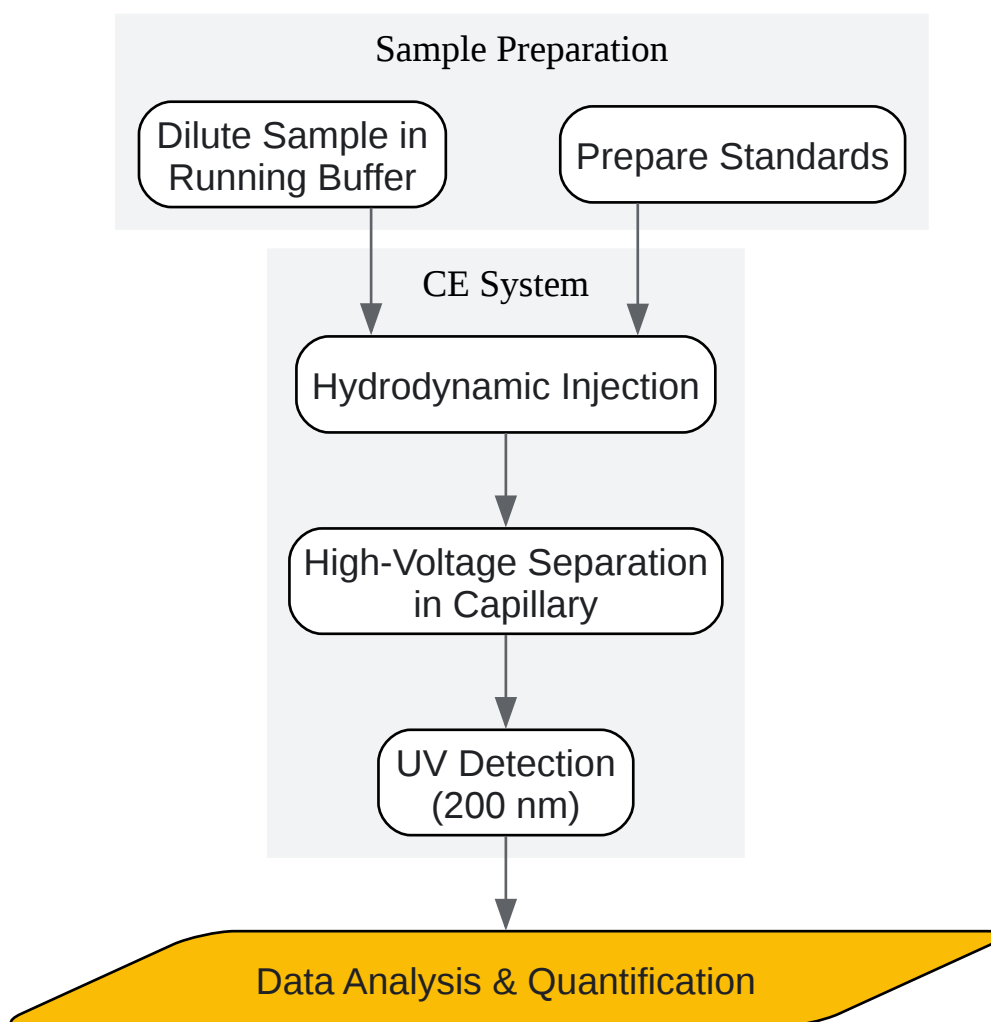 Sample Preparation
Dilute Sample in
Running Buffer
Prepare Standards
CE System
Hydrodynamic Injection
High-Voltage Separation
in Capillary
UV Detection
(200 nm)
Data Analysis & Quantification